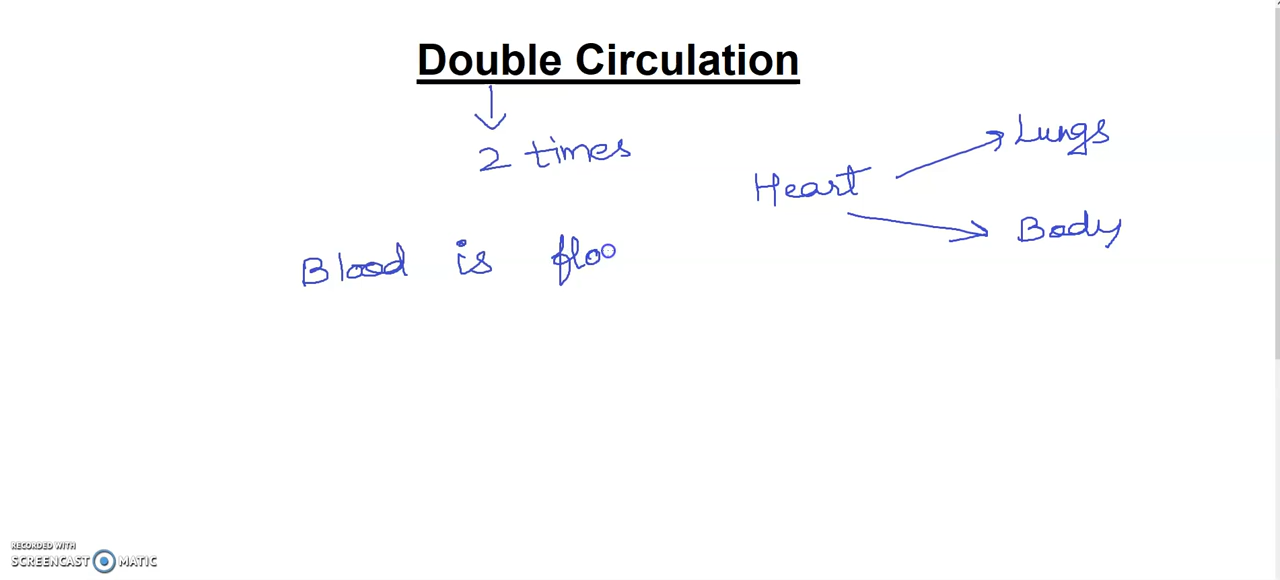 Double Circulation
2 times
Heart
Lungs
Body
Blood is floo
RECORDED WITH
SCREENCAST MATIC